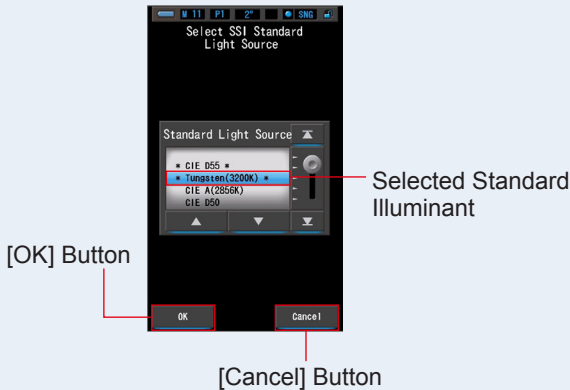 M 11 P1 2° SNG
Select SSI Standard
Light Source
Standard Light Source
* CIE D55 *
* Tungsten(3200K) *
CIE A(2856K)
CIE D50
Selected Standard
Illuminant
[OK] Button
OK
Cancel
[Cancel] Button